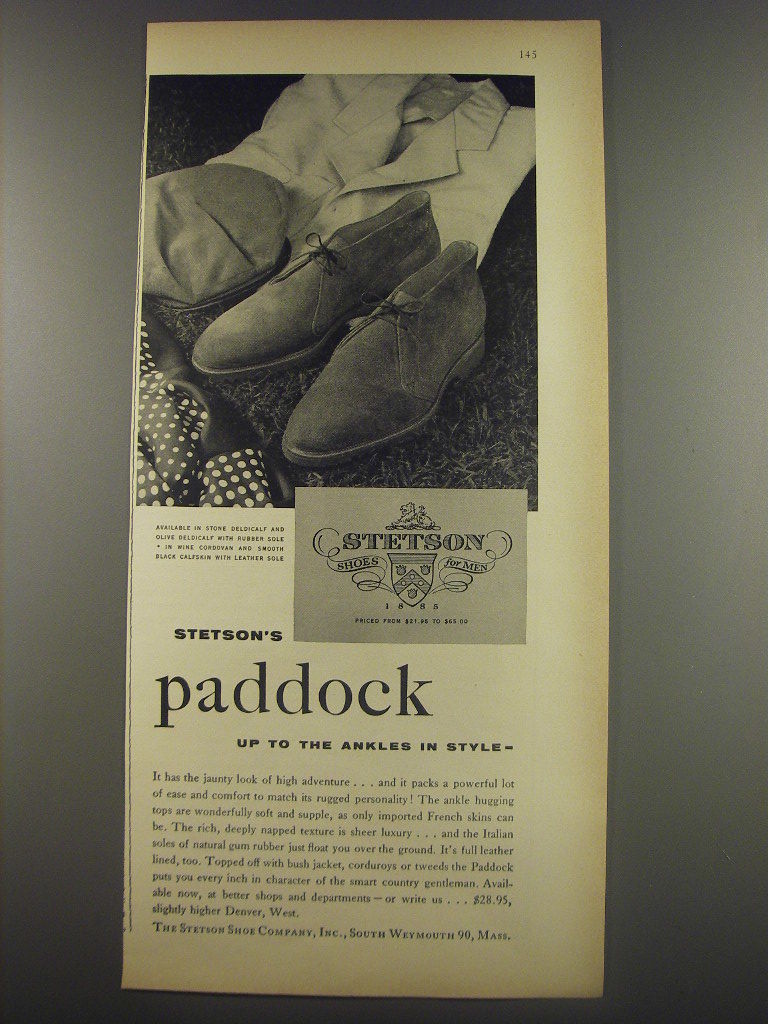 145
AVAILABLE IN STONE DELDICALF AND
OLIVE DELDICALF WITH RUBBER SOLE
• IN WINE CORDOVAN AND SMOOTH
BLACK CALFSKIN WITH LEATHER SOLE
STETSON
SHOES for MEN
1885
PRICED FROM $21.95 TO $65.00
STETSON'S
paddock
UP TO THE ANKLES IN STYLE—
It has the jaunty look of high adventure . . . and it packs a powerful lot
of ease and comfort to match its rugged personality! The ankle hugging
tops are wonderfully soft and supple, as only imported French skins can
be. The rich, deeply napped texture is sheer luxury . . . and the Italian
soles of natural gum rubber just float you over the ground. It's full leather
lined, too. Topped off with bush jacket, corduroys or tweeds the Paddock
puts you every inch in character of the smart country gentleman. Avail-
able now, at better shops and departments—or write us . . . $28.95,
slightly higher Denver, West.
THE STETSON SHOE COMPANY, INC., SOUTH WEYMOUTH 90, MASS.